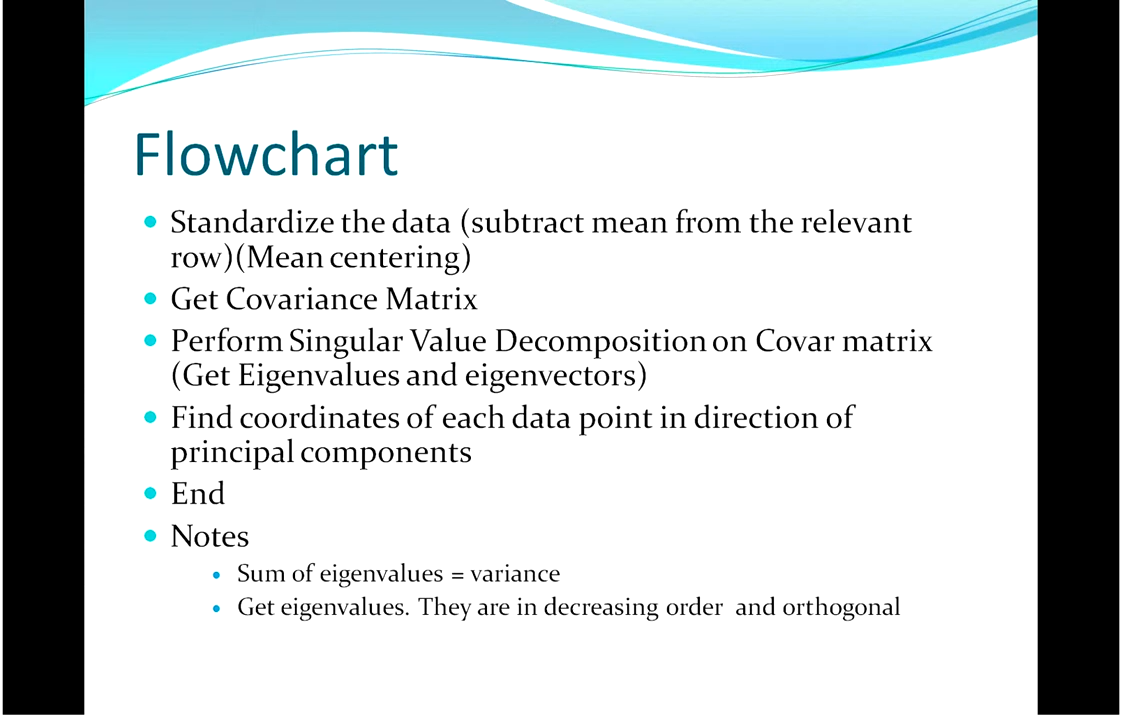 Flowchart
Standardize the data (subtract mean from the relevant
row)(Mean centering)
Get Covariance Matrix
Perform Singular Value Decomposition on Covar matrix
(Get Eigenvalues and eigenvectors)
Find coordinates of each data point in direction of
principal components
End
Notes
Sum of eigenvalues = variance
Get eigenvalues. They are in decreasing order and orthogonal